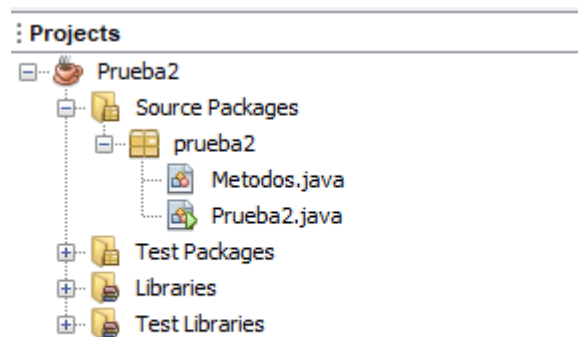 Projects
Prueba2
Source Packages
prueba2
Metodos.java
Prueba2.java
Test Packages
Libraries
Test Libraries